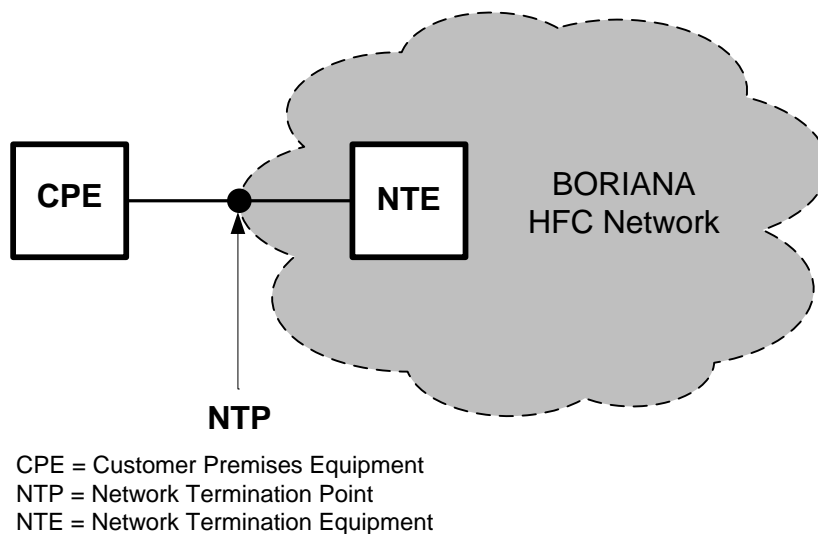 CPE
NTE
BORIANA
HFC Network
NTP
CPE = Customer Premises Equipment
NTP = Network Termination Point
NTE = Network Termination Equipment